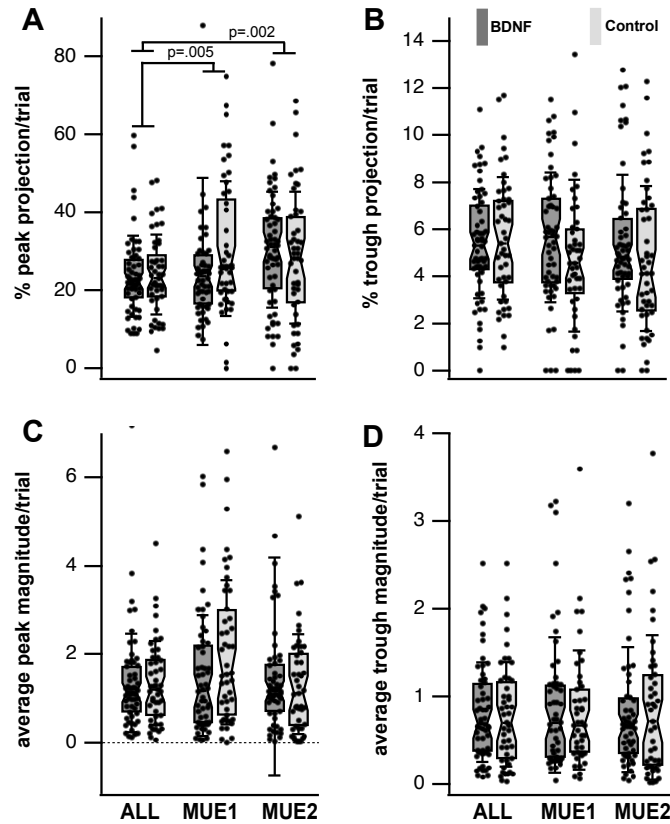 A
% peak projection/trial
80
60
40
20
0
p=.002
p=.005
B
BDNF
Control
% trough projection/trial
14
12
10
8
6
4
2
0
C
average peak magnitude/trial
6
4
2
0
ALL MUE1 MUE2
D
average trough magnitude/trial
4
3
2
1
0
ALL MUE1 MUE2